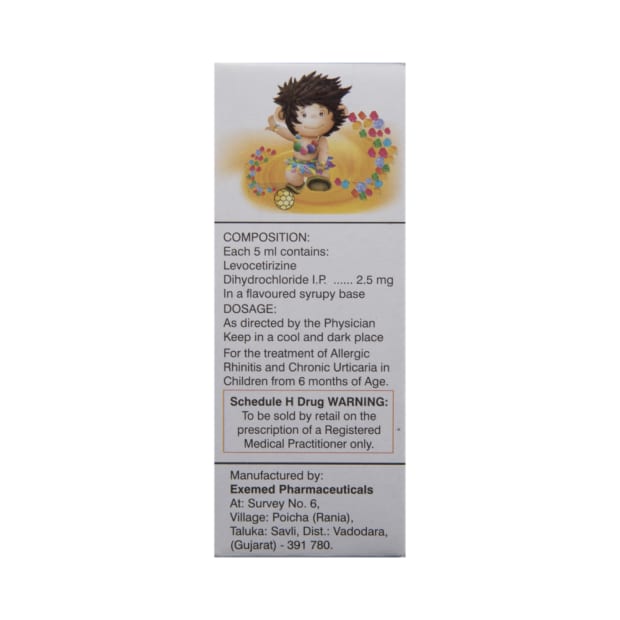 COMPOSITION:
Each 5 ml contains:
Levocetirizine
Dihydrochloride I.P. ...... 2.5 mg
In a flavoured syrupy base
DOSAGE:
As directed by the Physician
Keep in a cool and dark place
For the treatment of Allergic
Rhinitis and Chronic Urticaria in
Children from 6 months of Age.
Schedule H Drug WARNING:
To be sold by retail on the
prescription of a Registered
Medical Practitioner only.
Manufactured by:
Exemed Pharmaceuticals
At: Survey No. 6,
Village: Poicha (Rania),
Taluka: Savli, Dist.: Vadodara,
(Gujarat) - 391 780.